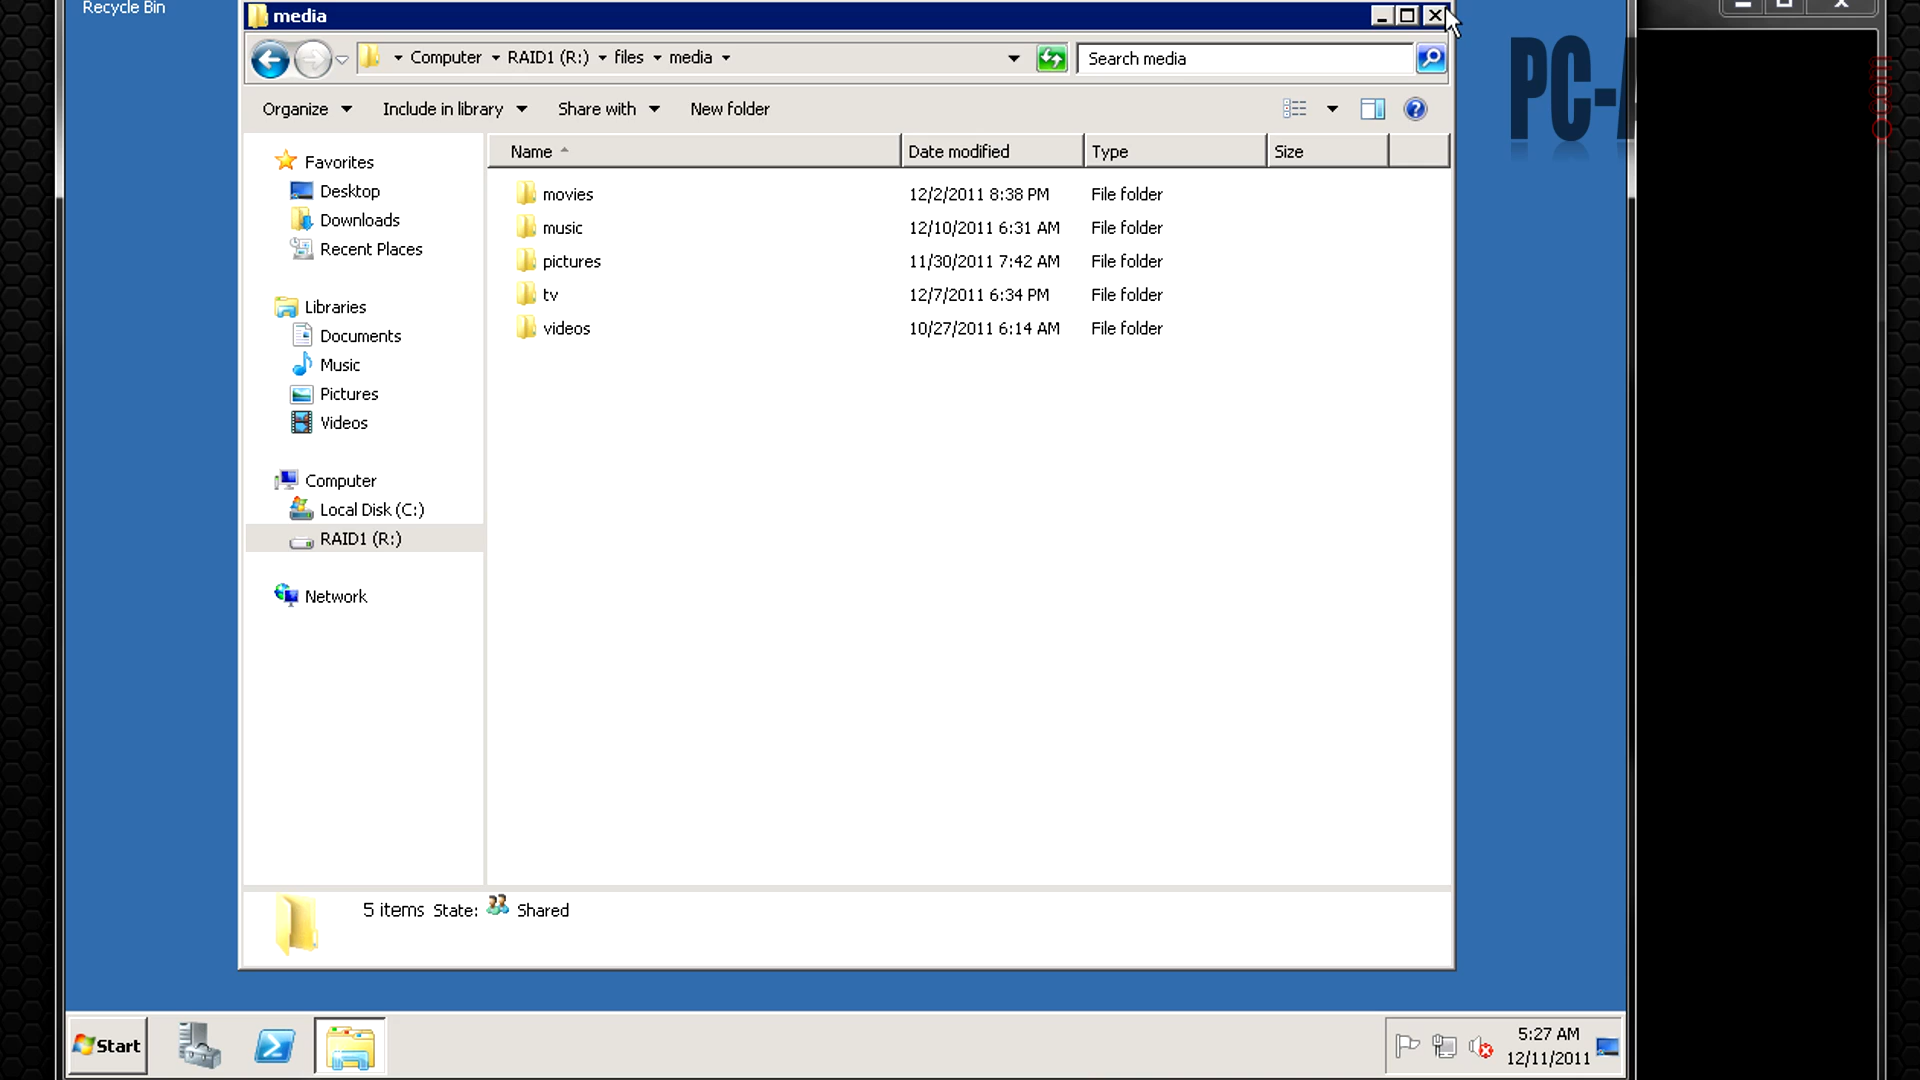 Recycle Bin
media
Computer RAID1 (R:) files media
Search media
PC-
.com
Organize Include in library Share with New folder
Name Date modified Type Size
Favorites
Desktop
Downloads
Recent Places
Libraries
Documents
Music
Pictures
Videos
Computer
Local Disk (C:)
RAID1 (R:)
Network
movies 12/2/2011 8:38 PM File folder
music 12/10/2011 6:31 AM File folder
pictures 11/30/2011 7:42 AM File folder
tv 12/7/2011 6:34 PM File folder
videos 10/27/2011 6:14 AM File folder
5 items State: Shared
Start
5:27 AM
12/11/2011